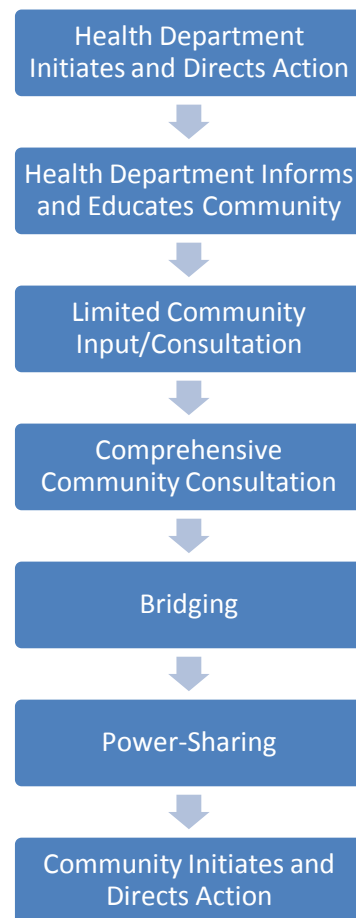 Health Department
Initiates and Directs Action
Health Department Informs
and Educates Community
Limited Community
Input/Consultation
Comprehensive
Community Consultation
Bridging
Power-Sharing
Community Initiates and
Directs Action